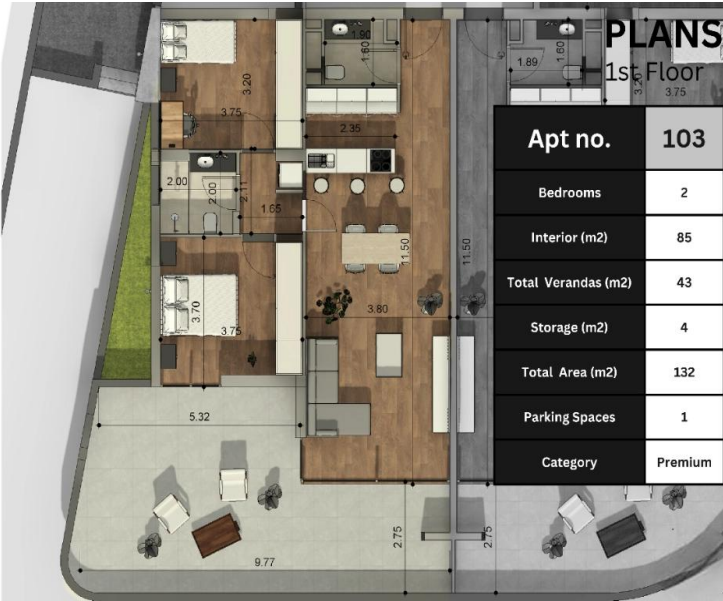 PLANS
1st Floor
Apt no. 103
Bedrooms 2
Interior (m2) 85
Total Verandas (m2) 43
Storage (m2) 4
Total Area (m2) 132
Parking Spaces 1
Category Premium
1.90
1.60
1.89
1.60
3.20
3.75
3.20
3.75
2.35
2.00
2.00
2.11
1.65
11.50
11.50
3.70
3.75
3.80
5.32
2.75
2.75
9.77